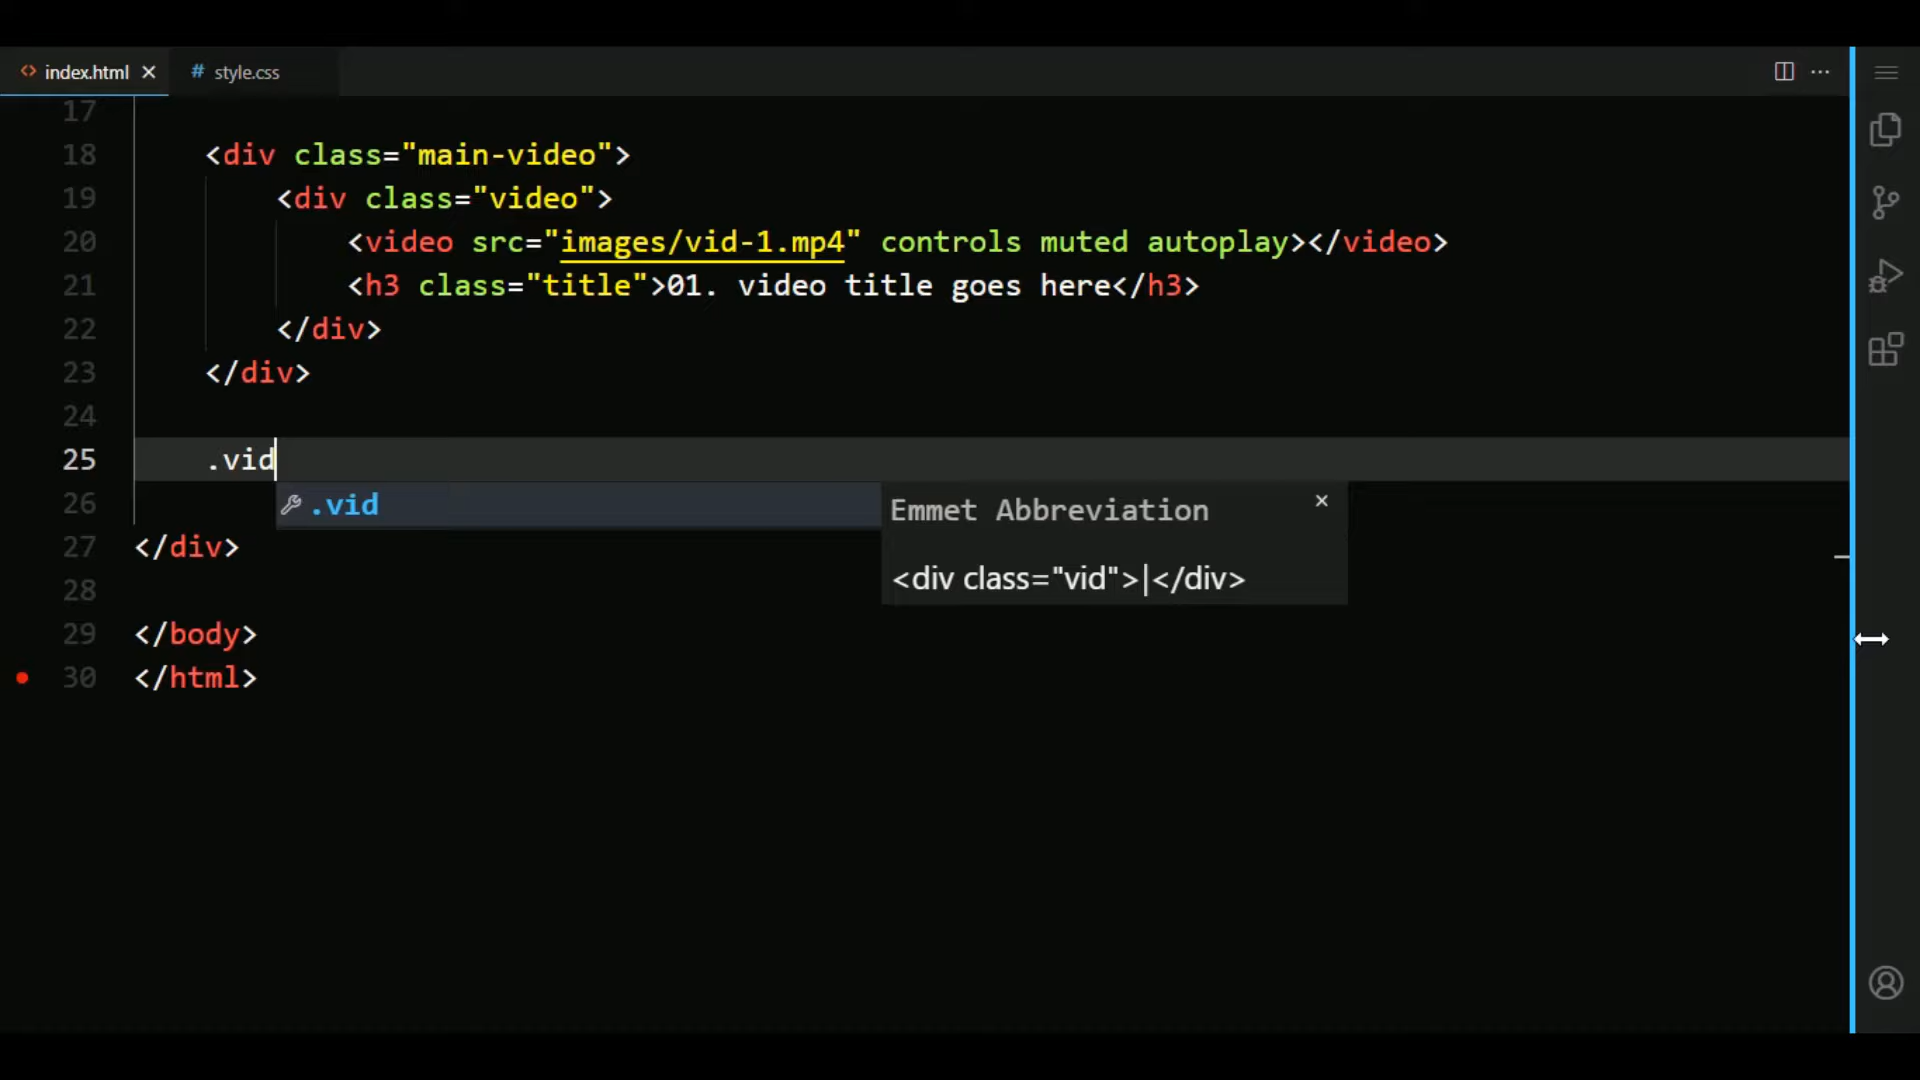 index.html
style.css
17
18 <div class="main-video">
19 <div class="video">
20 <video src="images/vid-1.mp4" controls muted autoplay></video>
21 <h3 class="title">01. video title goes here</h3>
22 </div>
23 </div>
24
25 .vid
26 .vid
Emmet Abbreviation
<div class="vid">|</div>
27 </div>
28
29 </body>
30 </html>